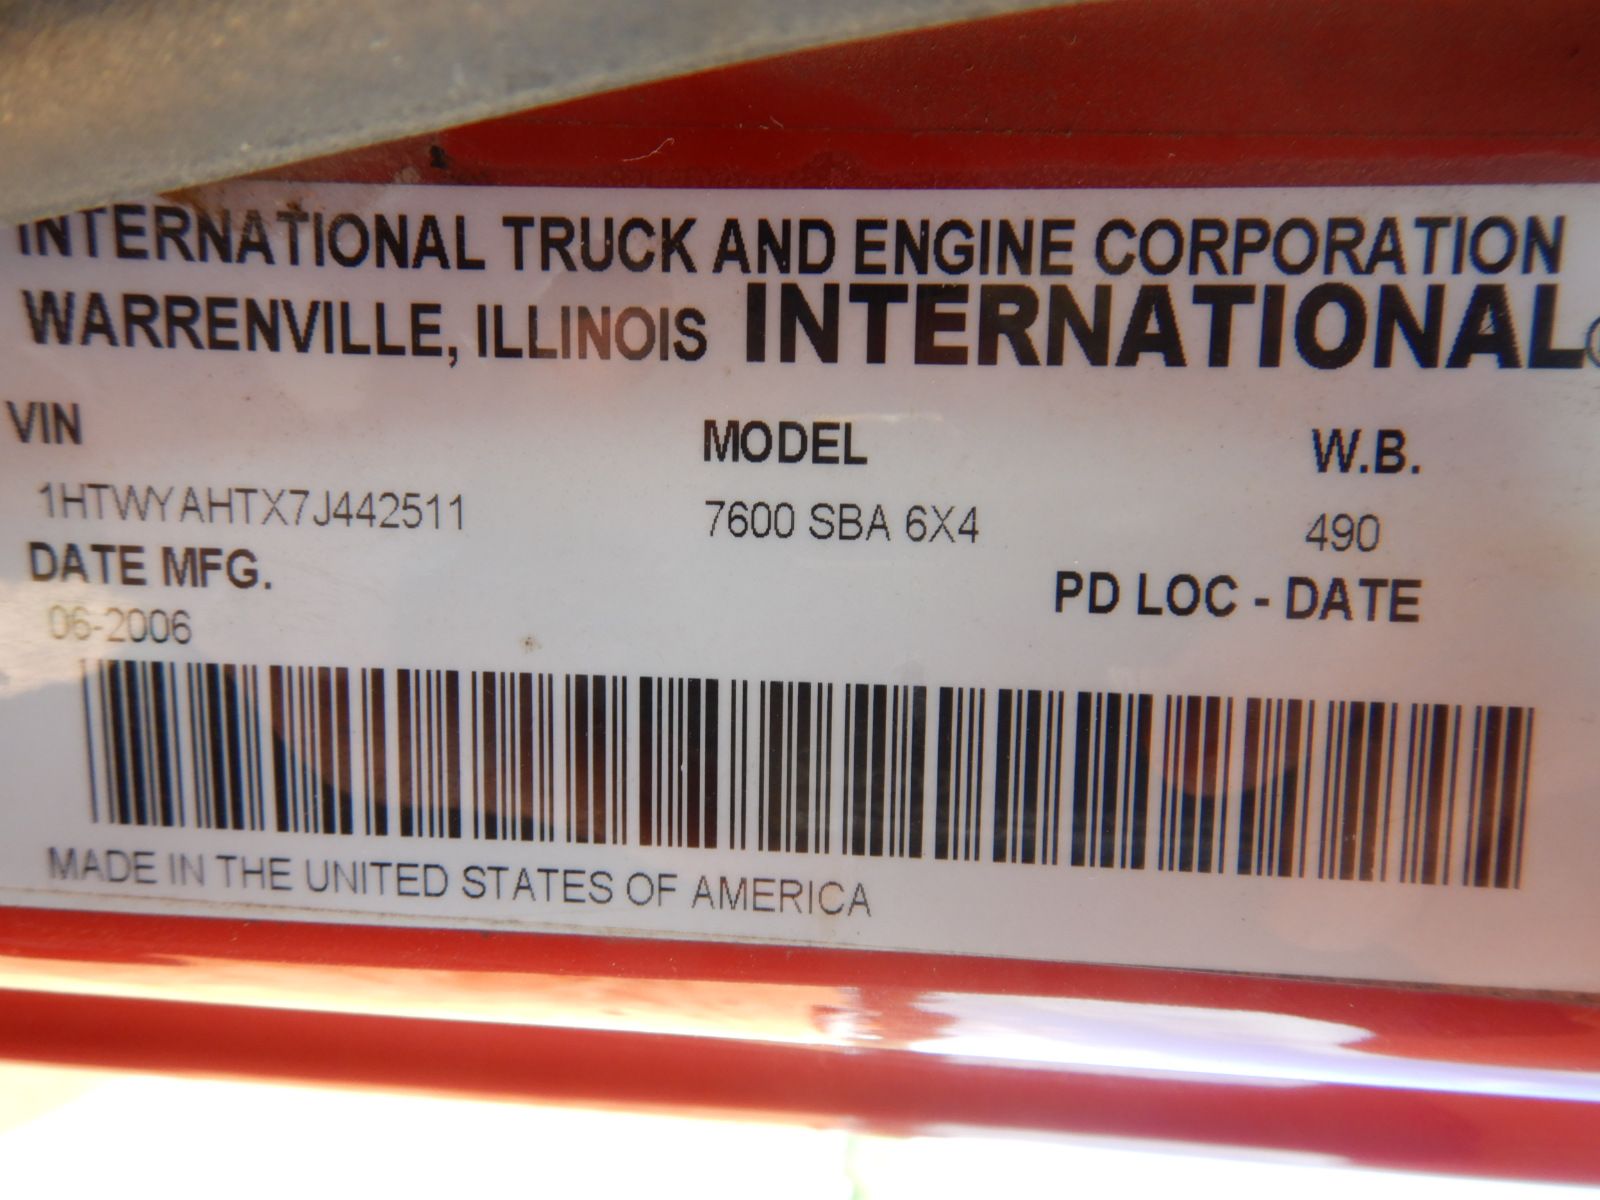 INTERNATIONAL TRUCK AND ENGINE CORPORATION
WARRENVILLE, ILLINOIS INTERNATIONAL®
VIN MODEL W.B.
1HTWYAHTX7J442511 7600 SBA 6X4 490
DATE MFG. PD LOC - DATE
06-2006
MADE IN THE UNITED STATES OF AMERICA